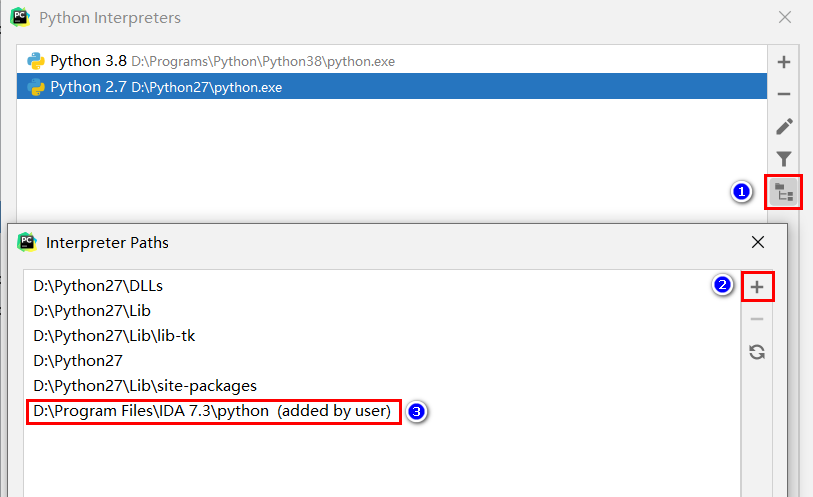 Python Interpreters
Python 3.8 D:\Programs\Python\Python38\python.exe
Python 2.7 D:\Python27\python.exe
1
Interpreter Paths
2
D:\Python27\DLLs
D:\Python27\Lib
D:\Python27\Lib\lib-tk
D:\Python27
D:\Python27\Lib\site-packages
D:\Program Files\IDA 7.3\python (added by user)
3